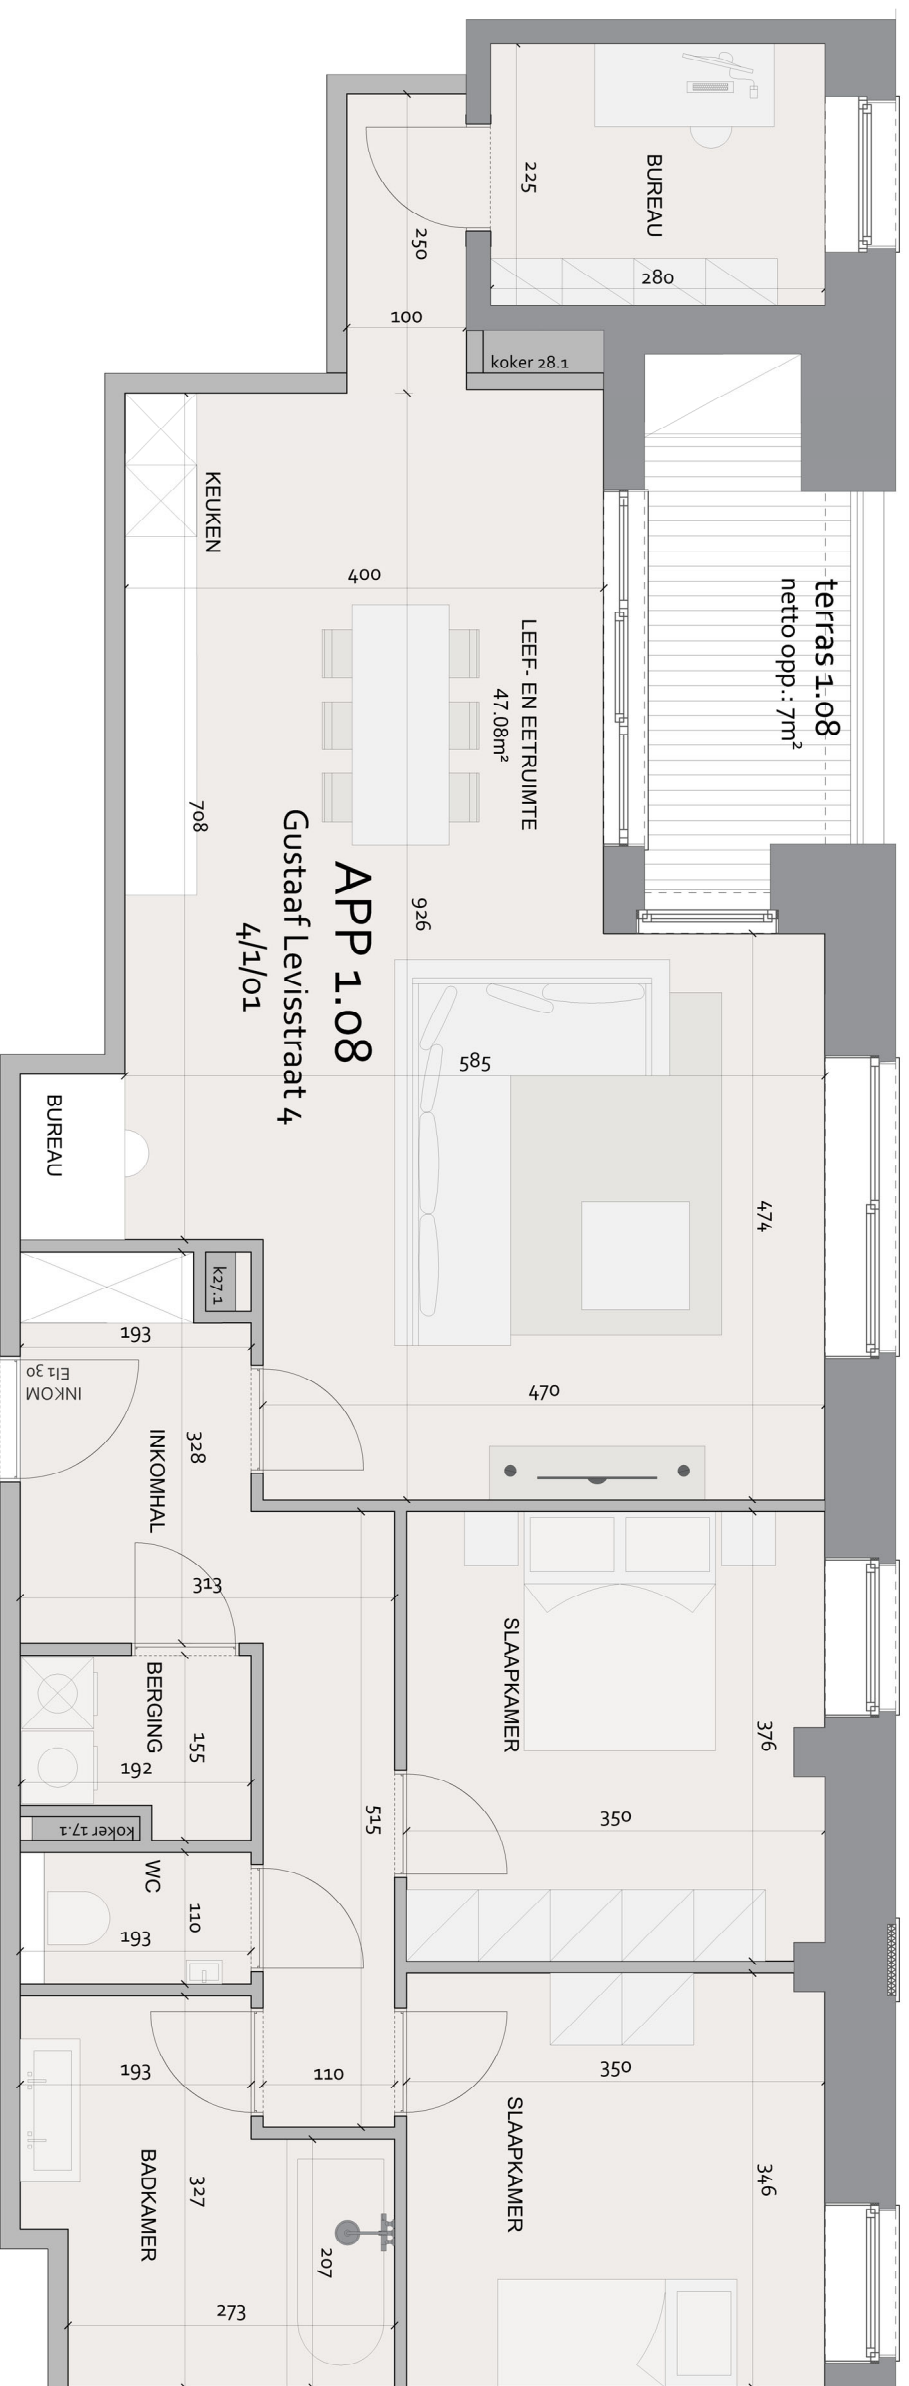 BUREAU
225
280
250
100
koker 28.1
KEUKEN
400
LEEF- EN EETRUIMTE
47.08m²
terras 1.08
netto opp.: 7m²
708
926
APP 1.08
Gustaaf Levisstraat 4
4/1/01
585
BUREAU
474
k27.1
193
INKOM
EI1 30
470
328
INKOMHAL
313
SLAAPKAMER
BERGING
155
192
376
350
koker 17.1
515
WC
110
193
193
110
350
SLAAPKAMER
BADKAMER
327
346
207
273